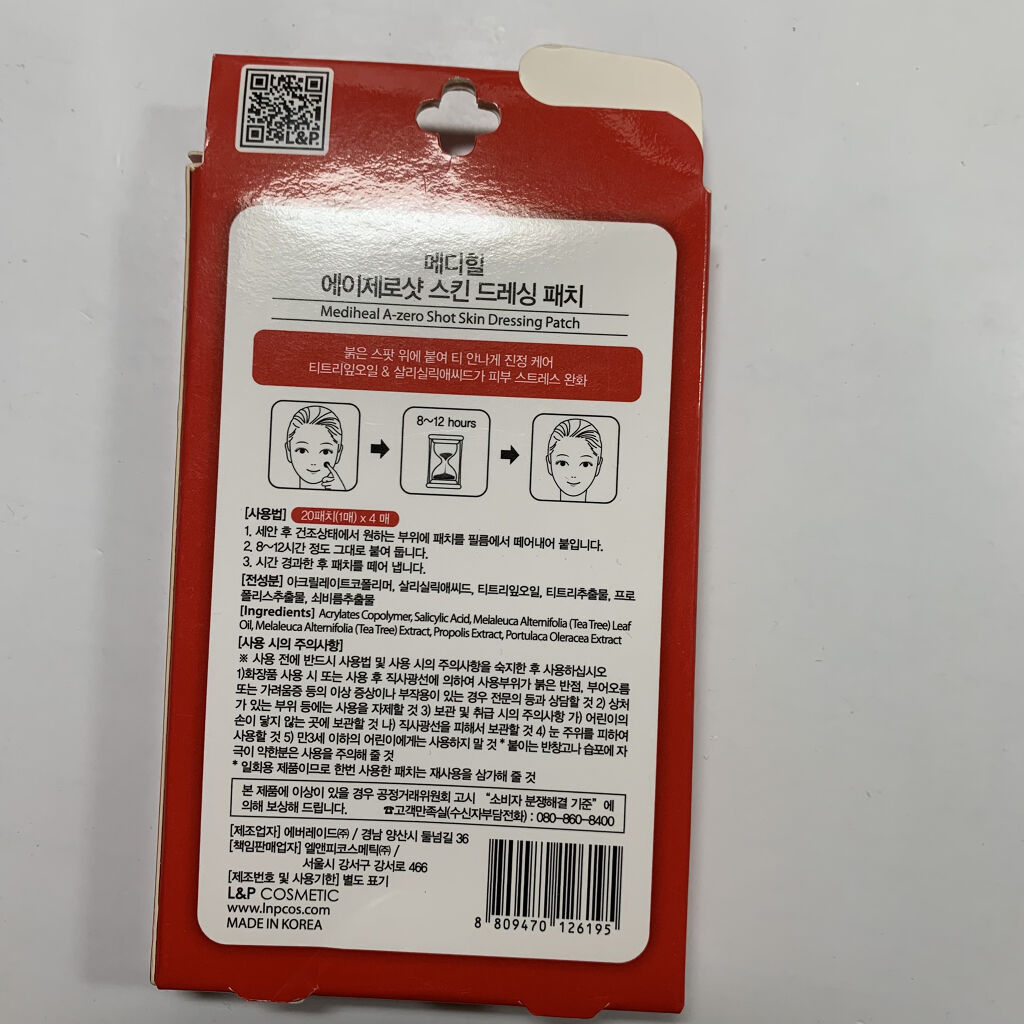 L&P
메디힐
에이제로샷 스킨 드레싱 패치
Mediheal A-zero Shot Skin Dressing Patch
붉은 스팟 위에 붙여 티 안나게 진정 케어
티트리잎오일 & 살리실릭애씨드가 피부 스트레스 완화
8~12 hours
[사용법] 20패치(1매) x 4 매
1. 세안 후 건조상태에서 원하는 부위에 패치를 필름에서 떼어내어 붙입니다.
2. 8~12시간 정도 그대로 붙여 둡니다.
3. 시간 경과한 후 패치를 떼어 냅니다.
[전성분] 아크릴레이트코폴리머, 살리실릭애씨드, 티트리잎오일, 티트리추출물, 프로
폴리스추출물, 쇠비름추출물
[Ingredients] Acrylates Copolymer, Salicylic Acid, Melaleuca Alternifolia (Tea Tree) Leaf
Oil, Melaleuca Alternifolia (Tea Tree) Extract, Propolis Extract, Portulaca Oleracea Extract
[사용 시의 주의사항]
※ 사용 전에 반드시 사용법 및 사용 시의 주의사항을 숙지한 후 사용하십시오
1)화장품 사용 시 또는 사용 후 직사광선에 의하여 사용부위가 붉은 반점, 부어오름
또는 가려움증 등의 이상 증상이나 부작용이 있는 경우 전문의 등과 상담할 것 2) 상처
가 있는 부위 등에는 사용을 자제할 것 3) 보관 및 취급 시의 주의사항 가) 어린이의
손이 닿지 않는 곳에 보관할 것 나) 직사광선을 피해서 보관할 것 4) 눈 주위를 피하여
사용할 것 5) 만3세 이하의 어린이에게는 사용하지 말 것 * 붙이는 반창고나 습포에 자
극이 약한분은 사용을 주의해 줄 것
* 일회용 제품이므로 한번 사용한 패치는 재사용을 삼가해 줄 것
본 제품에 이상이 있을 경우 공정거래위원회 고시 “소비자 분쟁해결 기준” 에
의해 보상해 드립니다. ☎고객만족실(수신자부담전화) : 080-860-8400
[제조업자] 에버레이드㈜ / 경남 양산시 둘넘길 36
[책임판매업자] 엘앤피코스메틱㈜ /
서울시 강서구 강서로 466
[제조번호 및 사용기한] 별도 표기
L&P COSMETIC
www.lnpcos.com
MADE IN KOREA
8 809470 126195